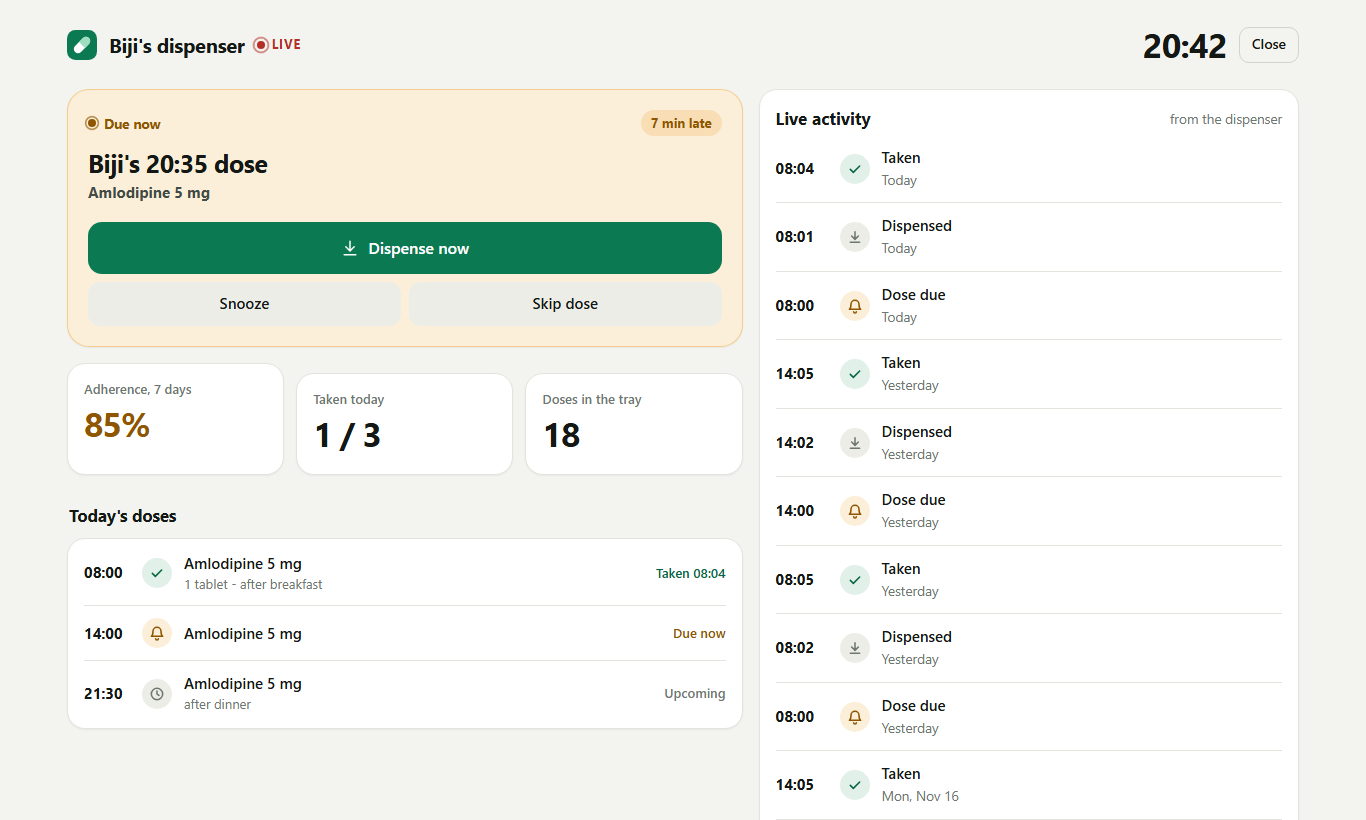 Biji's dispenser LIVE
20:42 Close
Due now
7 min late
Biji's 20:35 dose
Amlodipine 5 mg
Dispense now
Snooze
Skip dose
Adherence, 7 days
85%
Taken today
1 / 3
Doses in the tray
18
Today's doses
08:00 Amlodipine 5 mg Taken 08:04
1 tablet - after breakfast
14:00 Amlodipine 5 mg Due now
21:30 Amlodipine 5 mg Upcoming
after dinner
Live activity from the dispenser
08:04 Taken
Today
08:01 Dispensed
Today
08:00 Dose due
Today
14:05 Taken
Yesterday
14:02 Dispensed
Yesterday
14:00 Dose due
Yesterday
08:05 Taken
Yesterday
08:02 Dispensed
Yesterday
08:00 Dose due
Yesterday
14:05 Taken
Mon, Nov 16